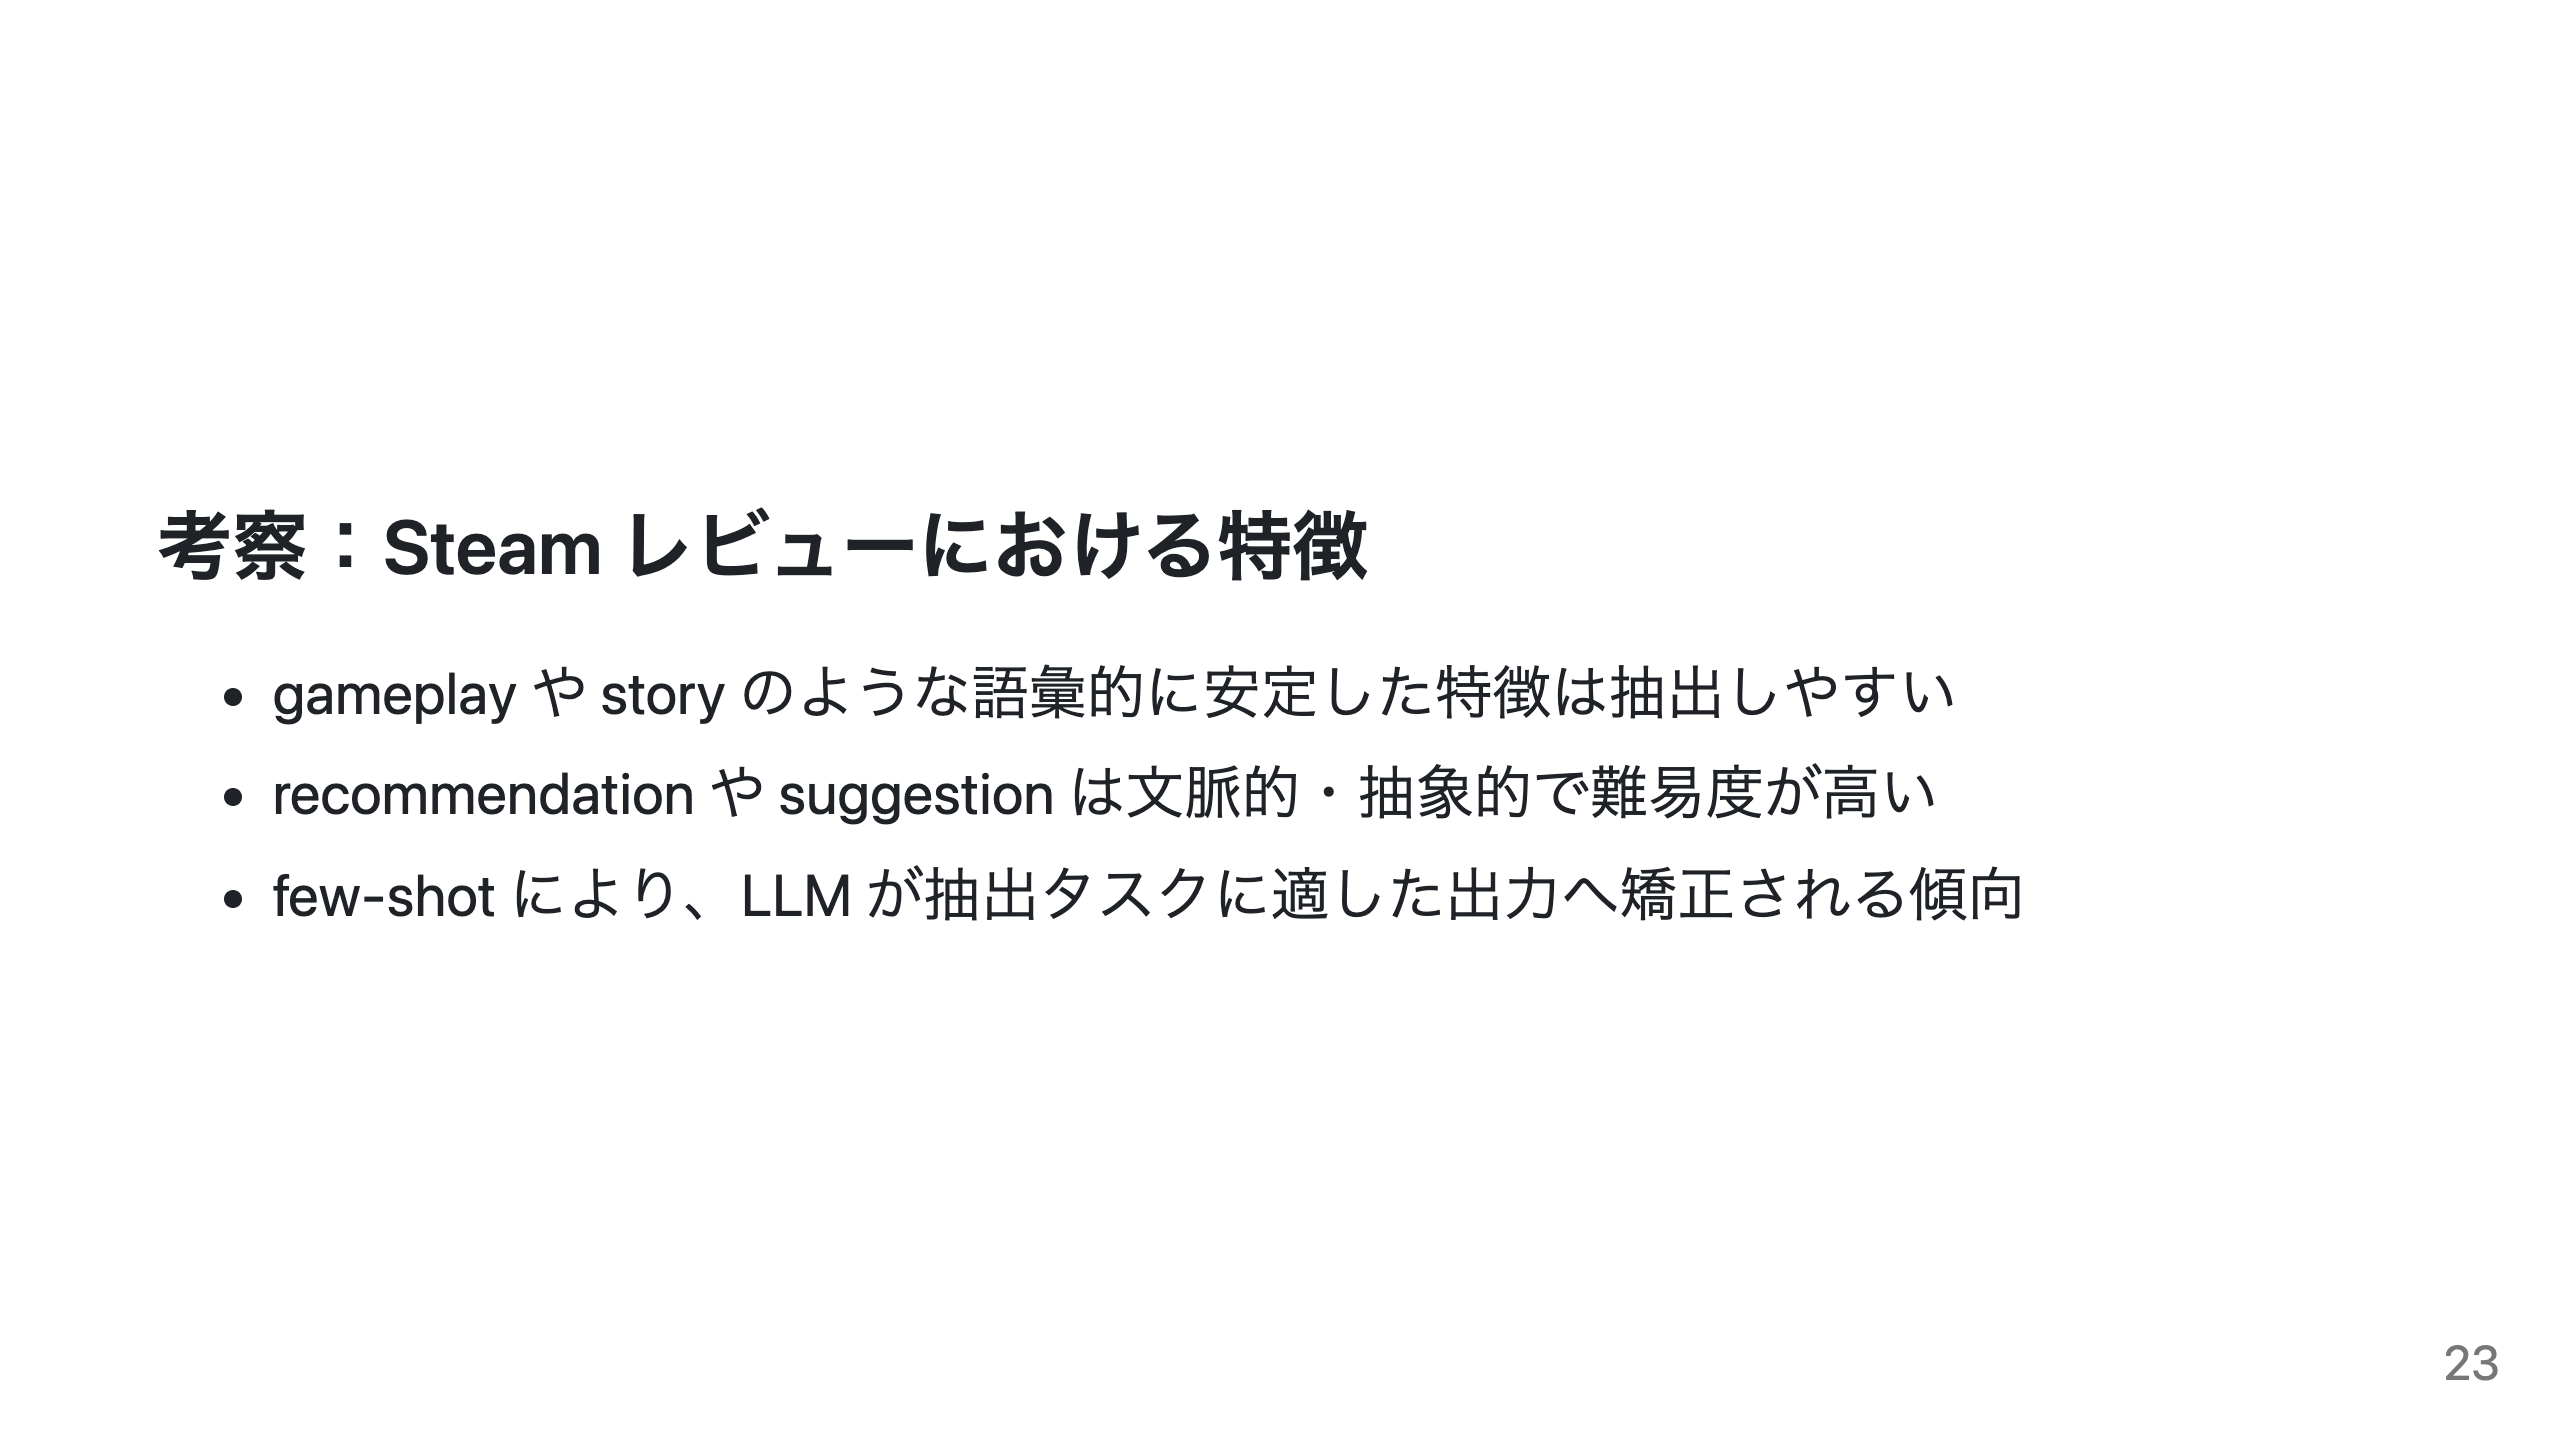 考察：Steam レビューにおける特徴
• gameplay や story のような語彙的に安定した特徴は抽出しやすい
• recommendation や suggestion は文脈的・抽象的で難易度が高い
• few-shot により、LLM が抽出タスクに適した出力へ矯正される傾向
23